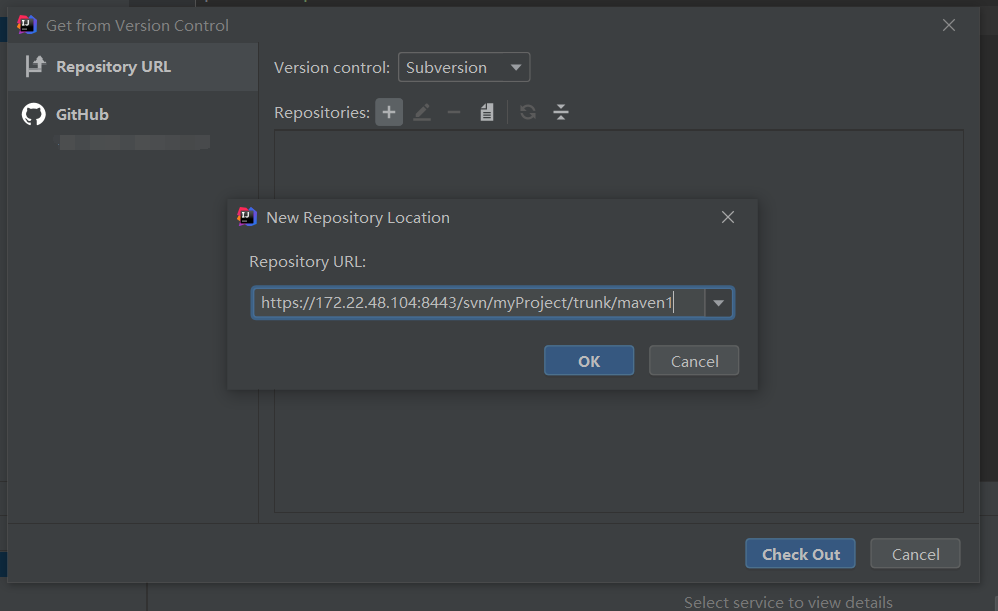 Get from Version Control
Repository URL
GitHub
Version control: Subversion
Repositories:
New Repository Location
Repository URL:
https://172.22.48.104:8443/svn/myProject/trunk/maven1
OK Cancel
Check Out Cancel
Select service to view details